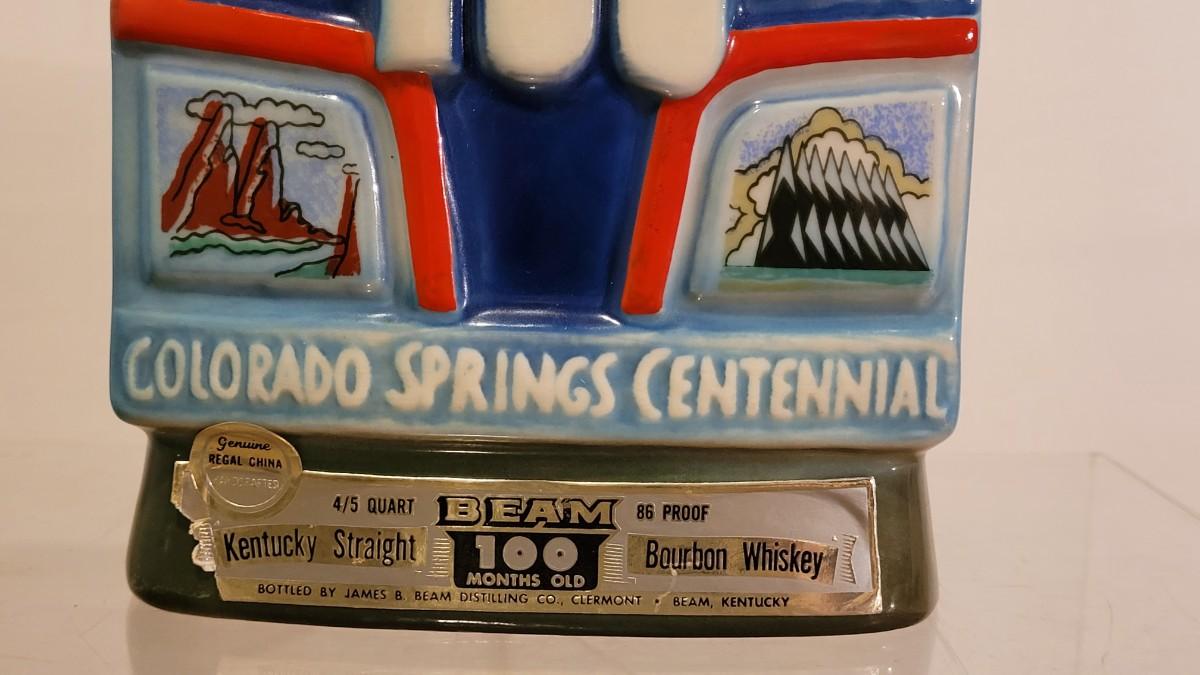 100
COLORADO SPRINGS CENTENNIAL
Genuine
REGAL CHINA
HANDCRAFTED
4/5 QUART BEAM 86 PROOF
Kentucky Straight 100 Bourbon Whiskey
MONTHS OLD
BOTTLED BY JAMES B. BEAM DISTILLING CO., CLERMONT • BEAM, KENTUCKY